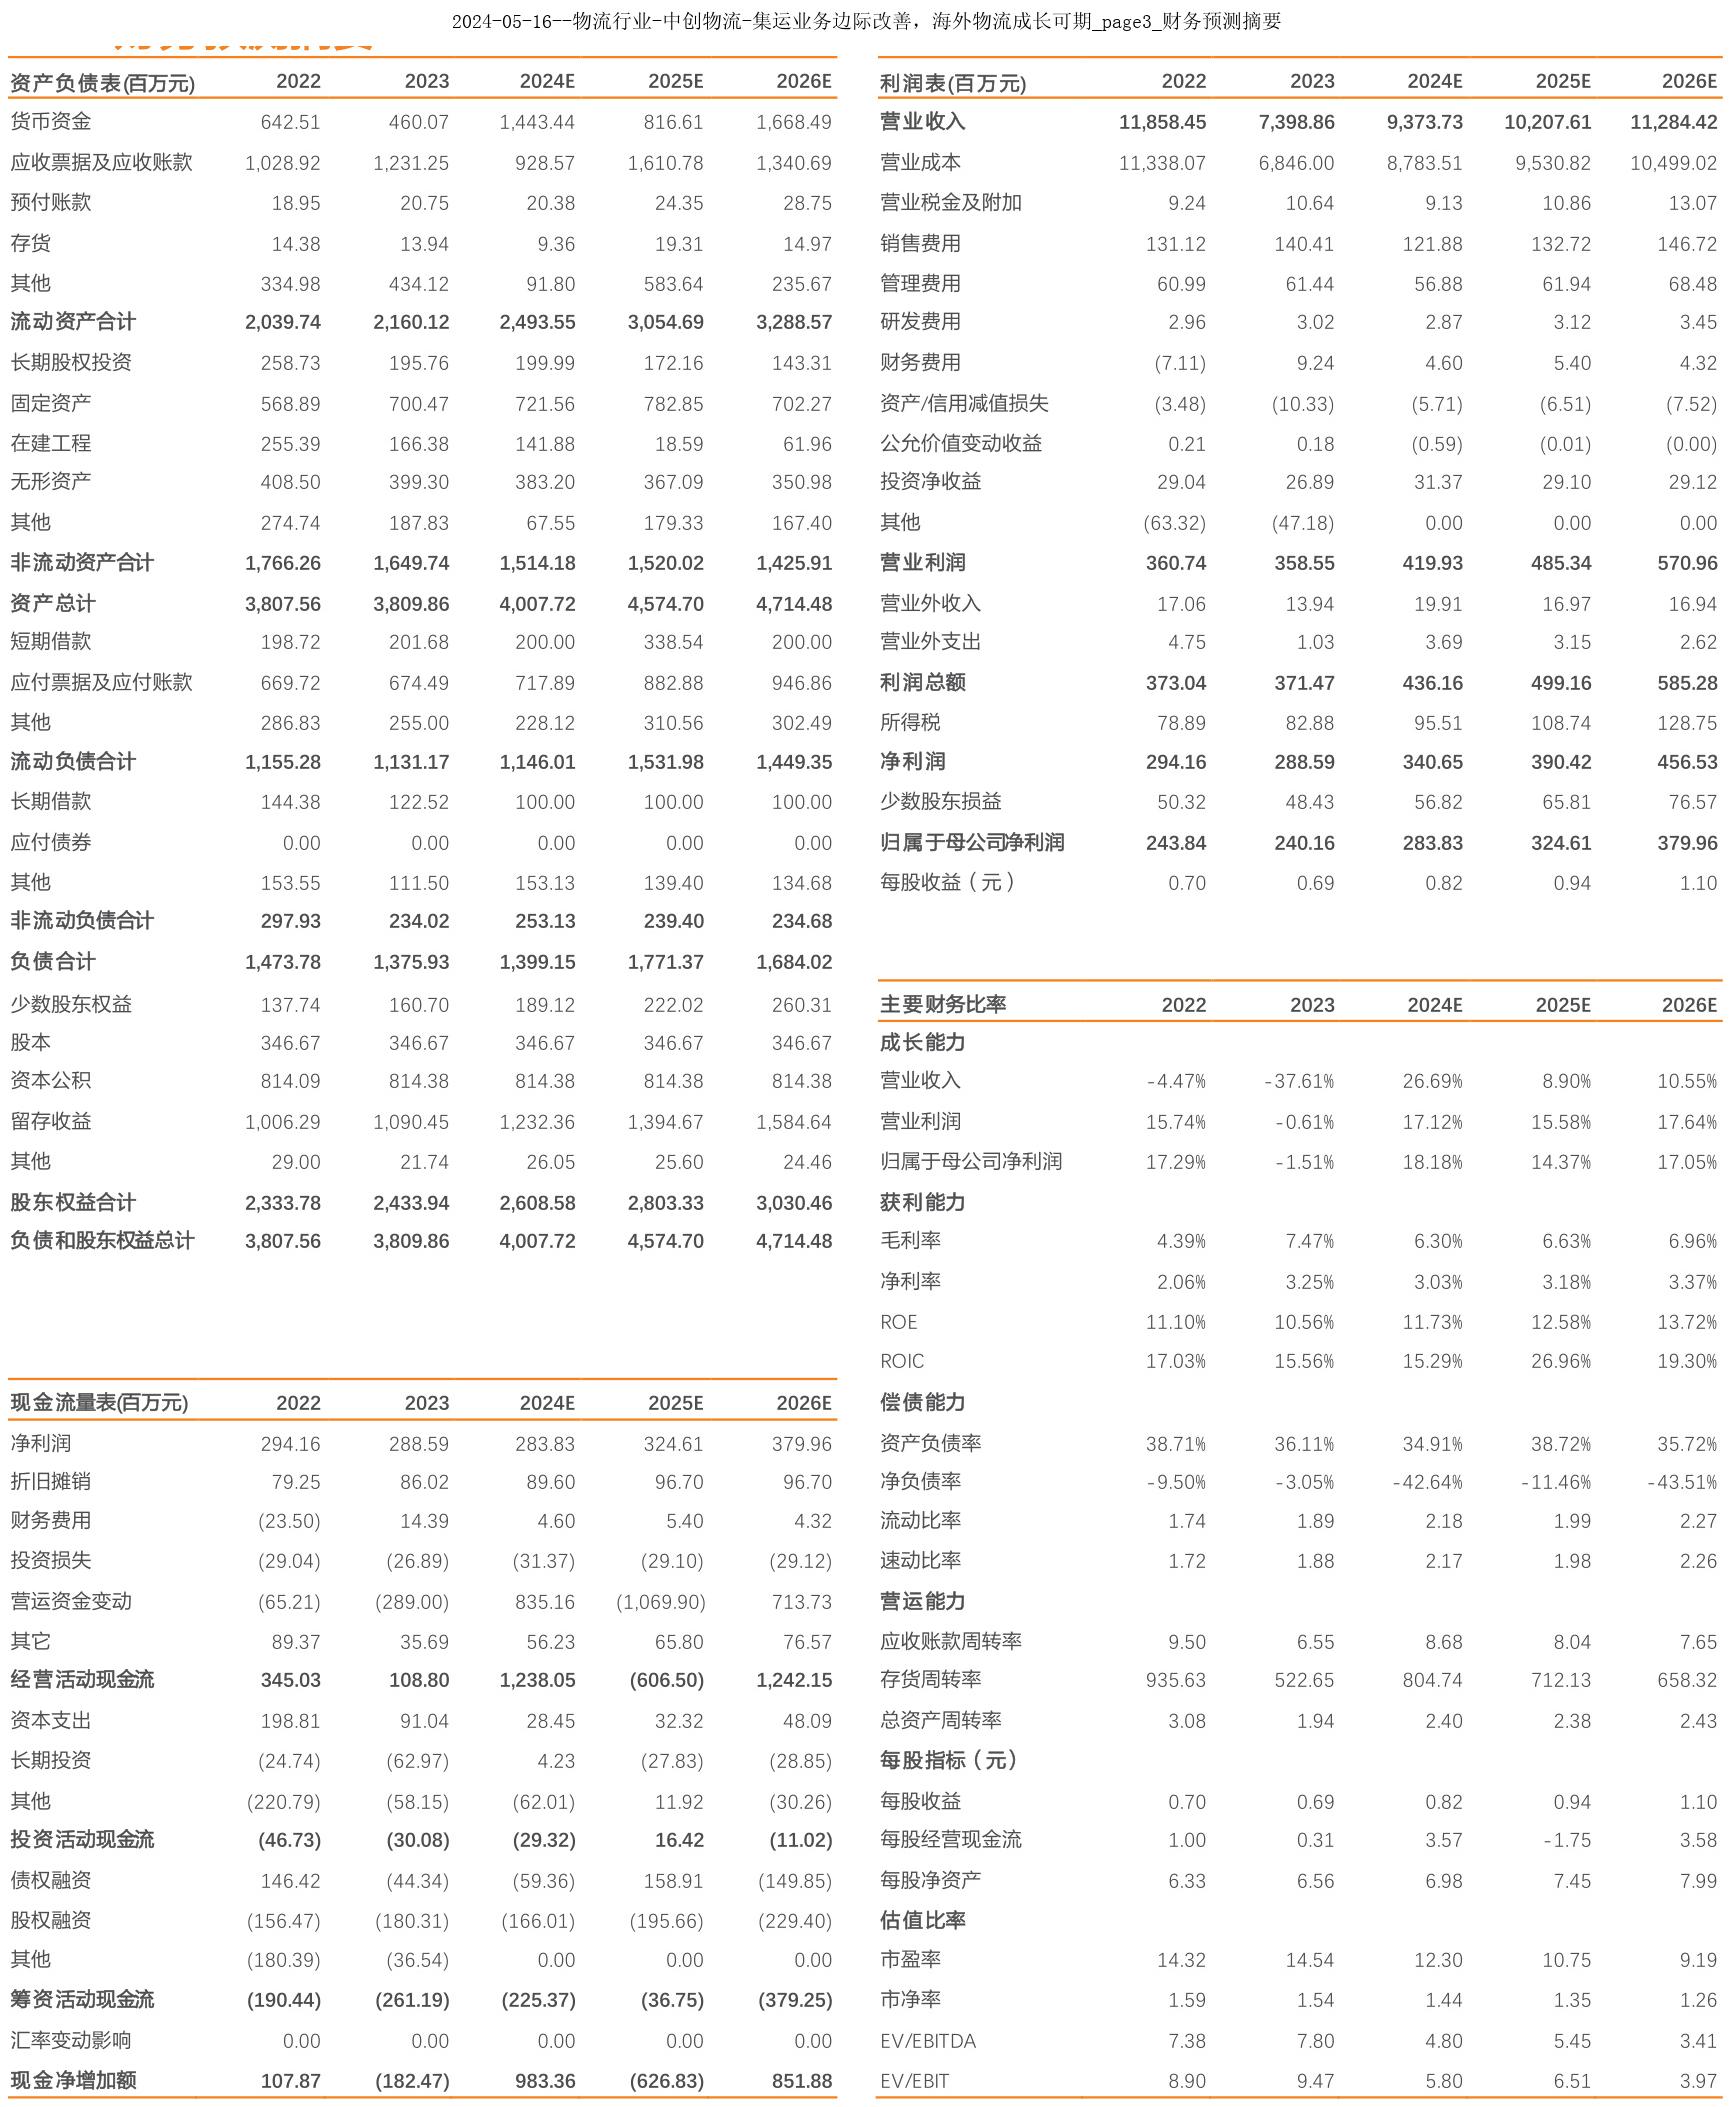 2024-05-16--物流行业-中创物流-集运业务边际改善，海外物流成长可期_page3_财务预测摘要
资产负债表(百万元) 2022 2023 2024E 2025E 2026E
货币资金 642.51 460.07 1,443.44 816.61 1,668.49
应收票据及应收账款 1,028.92 1,231.25 928.57 1,610.78 1,340.69
预付账款 18.95 20.75 20.38 24.35 28.75
存货 14.38 13.94 9.36 19.31 14.97
其他 334.98 434.12 91.80 583.64 235.67
流动资产合计 2,039.74 2,160.12 2,493.55 3,054.69 3,288.57
长期股权投资 258.73 195.76 199.99 172.16 143.31
固定资产 568.89 700.47 721.56 782.85 702.27
在建工程 255.39 166.38 141.88 18.59 61.96
无形资产 408.50 399.30 383.20 367.09 350.98
其他 274.74 187.83 67.55 179.33 167.40
非流动资产合计 1,766.26 1,649.74 1,514.18 1,520.02 1,425.91
资产总计 3,807.56 3,809.86 4,007.72 4,574.70 4,714.48
短期借款 198.72 201.68 200.00 338.54 200.00
应付票据及应付账款 669.72 674.49 717.89 882.88 946.86
其他 286.83 255.00 228.12 310.56 302.49
流动负债合计 1,155.28 1,131.17 1,146.01 1,531.98 1,449.35
长期借款 144.38 122.52 100.00 100.00 100.00
应付债券 0.00 0.00 0.00 0.00 0.00
其他 153.55 111.50 153.13 139.40 134.68
非流动负债合计 297.93 234.02 253.13 239.40 234.68
负债合计 1,473.78 1,375.93 1,399.15 1,771.37 1,684.02
少数股东权益 137.74 160.70 189.12 222.02 260.31
股本 346.67 346.67 346.67 346.67 346.67
资本公积 814.09 814.38 814.38 814.38 814.38
留存收益 1,006.29 1,090.45 1,232.36 1,394.67 1,584.64
其他 29.00 21.74 26.05 25.60 24.46
股东权益合计 2,333.78 2,433.94 2,608.58 2,803.33 3,030.46
负债和股东权益总计 3,807.56 3,809.86 4,007.72 4,574.70 4,714.48
现金流量表(百万元) 2022 2023 2024E 2025E 2026E
净利润 294.16 288.59 283.83 324.61 379.96
折旧摊销 79.25 86.02 89.60 96.70 96.70
财务费用 (23.50) 14.39 4.60 5.40 4.32
投资损失 (29.04) (26.89) (31.37) (29.10) (29.12)
营运资金变动 (65.21) (289.00) 835.16 (1,069.90) 713.73
其它 89.37 35.69 56.23 65.80 76.57
经营活动现金流 345.03 108.80 1,238.05 (606.50) 1,242.15
资本支出 198.81 91.04 28.45 32.32 48.09
长期投资 (24.74) (62.97) 4.23 (27.83) (28.85)
其他 (220.79) (58.15) (62.01) 11.92 (30.26)
投资活动现金流 (46.73) (30.08) (29.32) 16.42 (11.02)
债权融资 146.42 (44.34) (59.36) 158.91 (149.85)
股权融资 (156.47) (180.31) (166.01) (195.66) (229.40)
其他 (180.39) (36.54) 0.00 0.00 0.00
筹资活动现金流 (190.44) (261.19) (225.37) (36.75) (379.25)
汇率变动影响 0.00 0.00 0.00 0.00 0.00
现金净增加额 107.87 (182.47) 983.36 (626.83) 851.88
利润表(百万元) 2022 2023 2024E 2025E 2026E
营业收入 11,858.45 7,398.86 9,373.73 10,207.61 11,284.42
营业成本 11,338.07 6,846.00 8,783.51 9,530.82 10,499.02
营业税金及附加 9.24 10.64 9.13 10.86 13.07
销售费用 131.12 140.41 121.88 132.72 146.72
管理费用 60.99 61.44 56.88 61.94 68.48
研发费用 2.96 3.02 2.87 3.12 3.45
财务费用 (7.11) 9.24 4.60 5.40 4.32
资产/信用减值损失 (3.48) (10.33) (5.71) (6.51) (7.52)
公允价值变动收益 0.21 0.18 (0.59) (0.01) (0.00)
投资净收益 29.04 26.89 31.37 29.10 29.12
其他 (63.32) (47.18) 0.00 0.00 0.00
营业利润 360.74 358.55 419.93 485.34 570.96
营业外收入 17.06 13.94 19.91 16.97 16.94
营业外支出 4.75 1.03 3.69 3.15 2.62
利润总额 373.04 371.47 436.16 499.16 585.28
所得税 78.89 82.88 95.51 108.74 128.75
净利润 294.16 288.59 340.65 390.42 456.53
少数股东损益 50.32 48.43 56.82 65.81 76.57
归属于母公司净利润 243.84 240.16 283.83 324.61 379.96
每股收益（元） 0.70 0.69 0.82 0.94 1.10
主要财务比率 2022 2023 2024E 2025E 2026E
成长能力
营业收入 -4.47% -37.61% 26.69% 8.90% 10.55%
营业利润 15.74% -0.61% 17.12% 15.58% 17.64%
归属于母公司净利润 17.29% -1.51% 18.18% 14.37% 17.05%
获利能力
毛利率 4.39% 7.47% 6.30% 6.63% 6.96%
净利率 2.06% 3.25% 3.03% 3.18% 3.37%
ROE 11.10% 10.56% 11.73% 12.58% 13.72%
ROIC 17.03% 15.56% 15.29% 26.96% 19.30%
偿债能力
资产负债率 38.71% 36.11% 34.91% 38.72% 35.72%
净负债率 -9.50% -3.05% -42.64% -11.46% -43.51%
流动比率 1.74 1.89 2.18 1.99 2.27
速动比率 1.72 1.88 2.17 1.98 2.26
营运能力
应收账款周转率 9.50 6.55 8.68 8.04 7.65
存货周转率 935.63 522.65 804.74 712.13 658.32
总资产周转率 3.08 1.94 2.40 2.38 2.43
每股指标（元）
每股收益 0.70 0.69 0.82 0.94 1.10
每股经营现金流 1.00 0.31 3.57 -1.75 3.58
每股净资产 6.33 6.56 6.98 7.45 7.99
估值比率
市盈率 14.32 14.54 12.30 10.75 9.19
市净率 1.59 1.54 1.44 1.35 1.26
EV/EBITDA 7.38 7.80 4.80 5.45 3.41
EV/EBIT 8.90 9.47 5.80 6.51 3.97